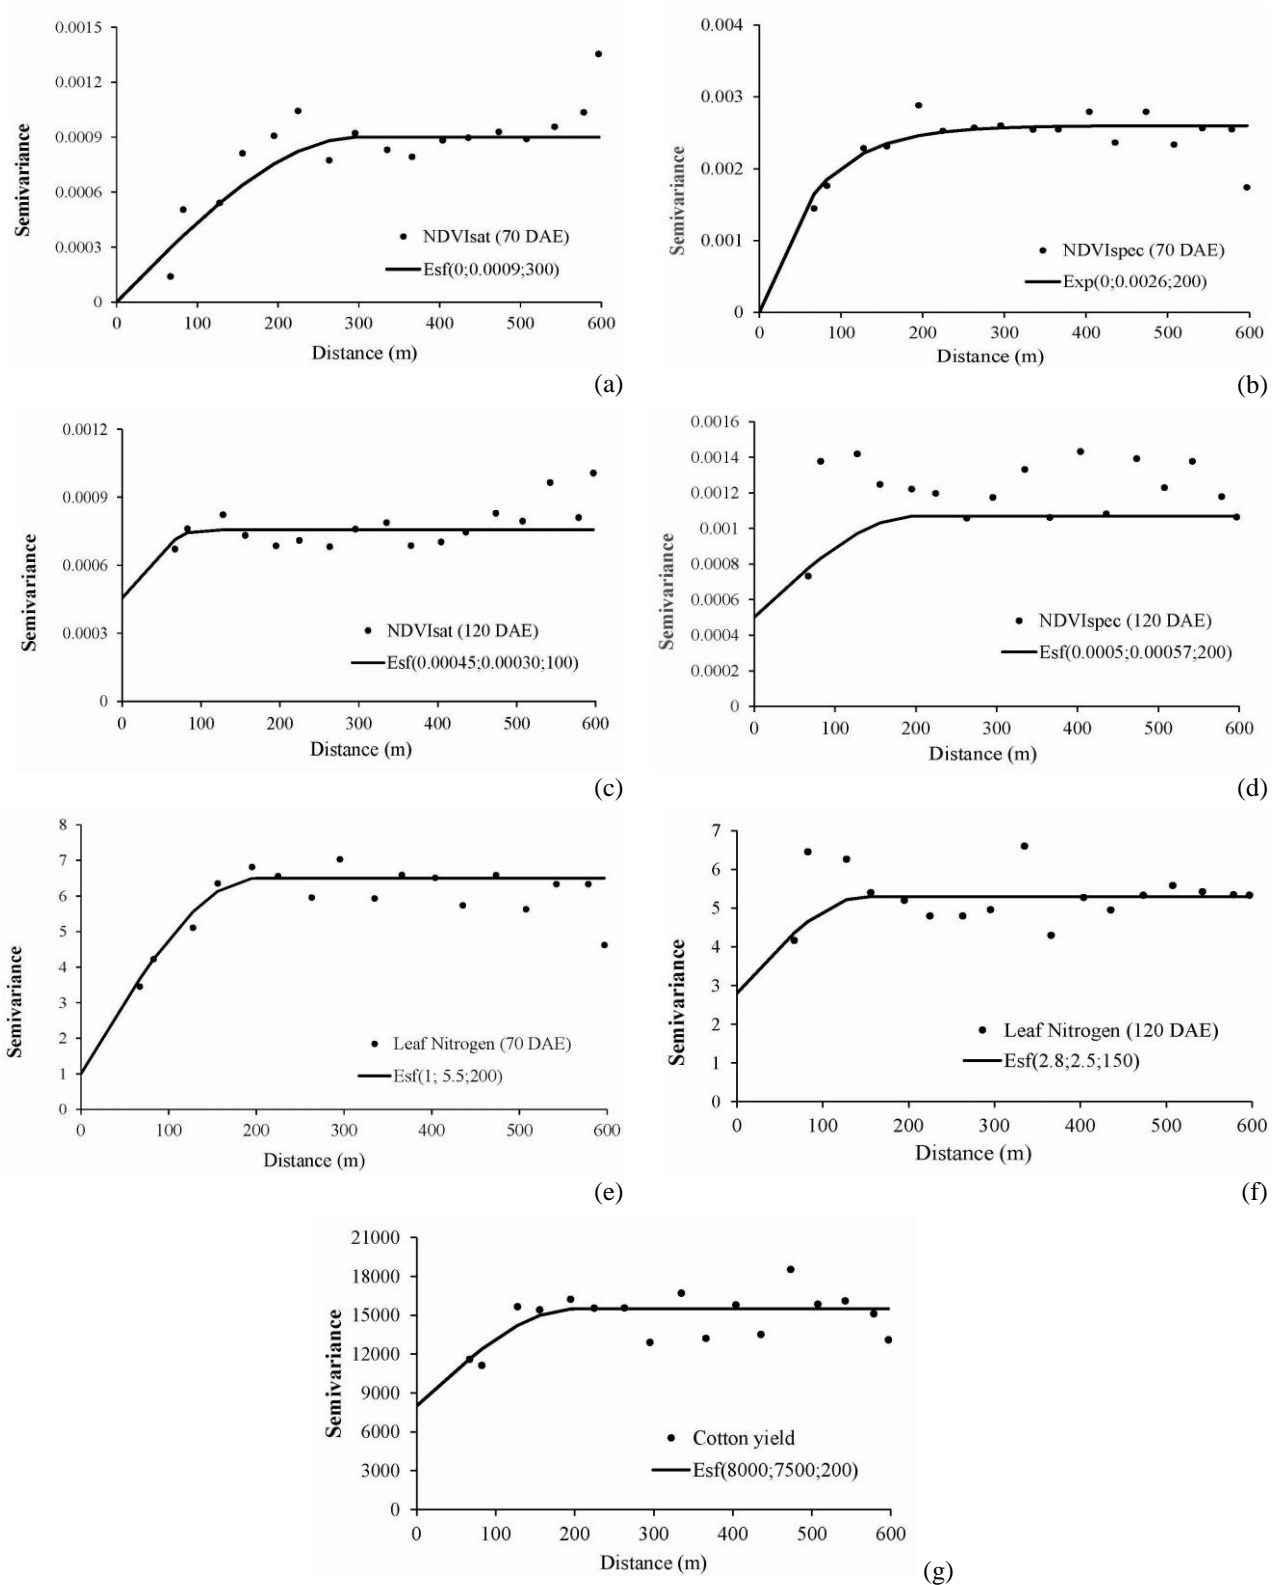 0.0015
0.0012
0.0009
0.0006
0.0003
0
Semivariance
NDVIsat (70 DAE)
Esf(0;0.0009;300)
0 100 200 300 400 500 600
Distance (m)
(a)
0.004
0.003
0.002
0.001
0
Semivariance
NDVIspec (70 DAE)
Exp(0;0.0026;200)
0 100 200 300 400 500 600
Distance (m)
(b)
0.0012
0.0009
0.0006
0.0003
0
Semivariance
NDVIsat (120 DAE)
Esf(0.00045;0.00030;100)
0 100 200 300 400 500 600
Distance (m)
(c)
0.0016
0.0014
0.0012
0.001
0.0008
0.0006
0.0004
0.0002
0
Semivariance
NDVIspec (120 DAE)
Esf(0.0005;0.00057;200)
0 100 200 300 400 500 600
Distance (m)
(d)
8
7
6
5
4
3
2
1
0
Semivariance
Leaf Nitrogen (70 DAE)
Esf(1; 5.5;200)
0 100 200 300 400 500 600
Distance (m)
(e)
7
6
5
4
3
2
1
0
Semivariance
Leaf Nitrogen (120 DAE)
Esf(2.8;2.5;150)
0 100 200 300 400 500 600
Distance (m)
(f)
21000
18000
15000
12000
9000
6000
3000
0
Semivariance
Cotton yield
Esf(8000;7500;200)
0 100 200 300 400 500 600
Distance (m)
(g)